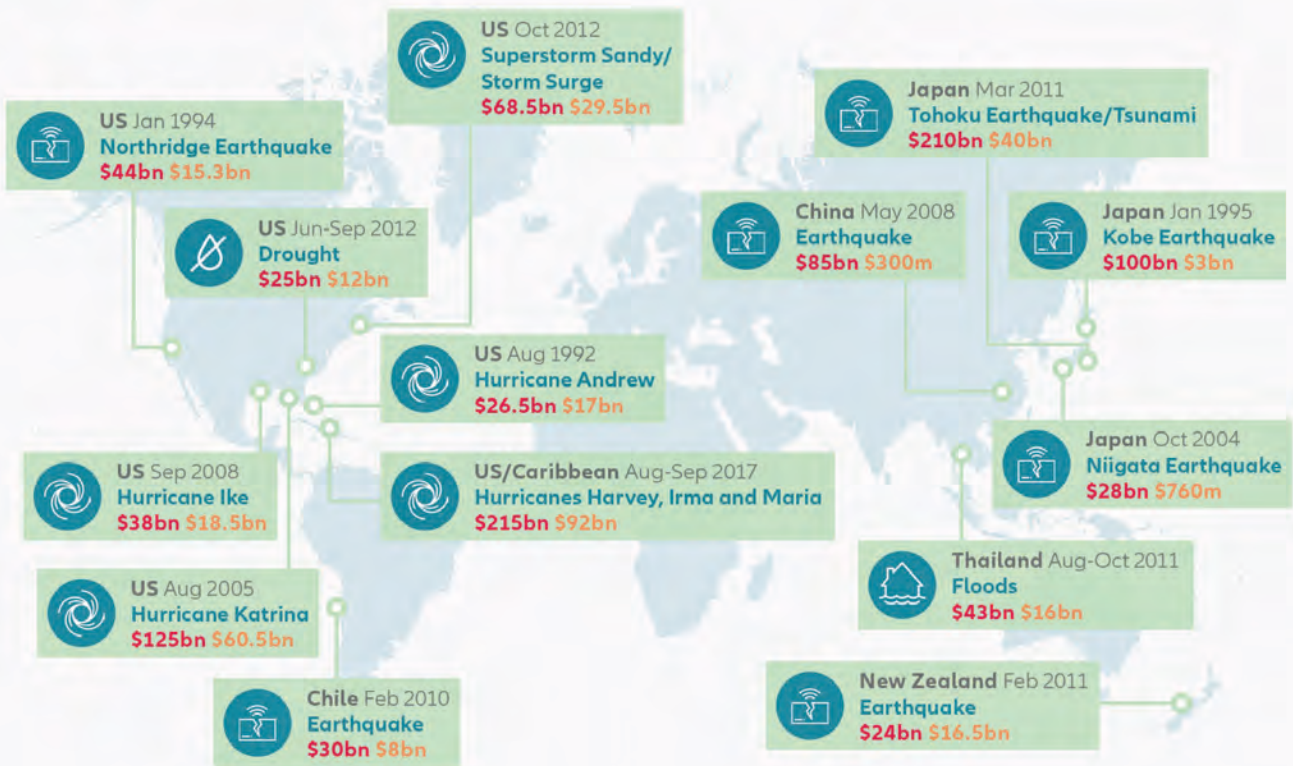 US Oct 2012
Superstorm Sandy/
Storm Surge
$68.5bn $29.5bn
Japan Mar 2011
Tohoku Earthquake/Tsunami
$210bn $40bn
US Jan 1994
Northridge Earthquake
$44bn $15.3bn
US Jun-Sep 2012
Drought
$25bn $12bn
China May 2008
Earthquake
$85bn $300m
Japan Jan 1995
Kobe Earthquake
$100bn $3bn
US Aug 1992
Hurricane Andrew
$26.5bn $17bn
US Sep 2008
Hurricane Ike
$38bn $18.5bn
US/Caribbean Aug-Sep 2017
Hurricanes Harvey, Irma and Maria
$215bn $92bn
Japan Oct 2004
Niigata Earthquake
$28bn $760m
US Aug 2005
Hurricane Katrina
$125bn $60.5bn
Thailand Aug-Oct 2011
Floods
$43bn $16bn
Chile Feb 2010
Earthquake
$30bn $8bn
New Zealand Feb 2011
Earthquake
$24bn $16.5bn